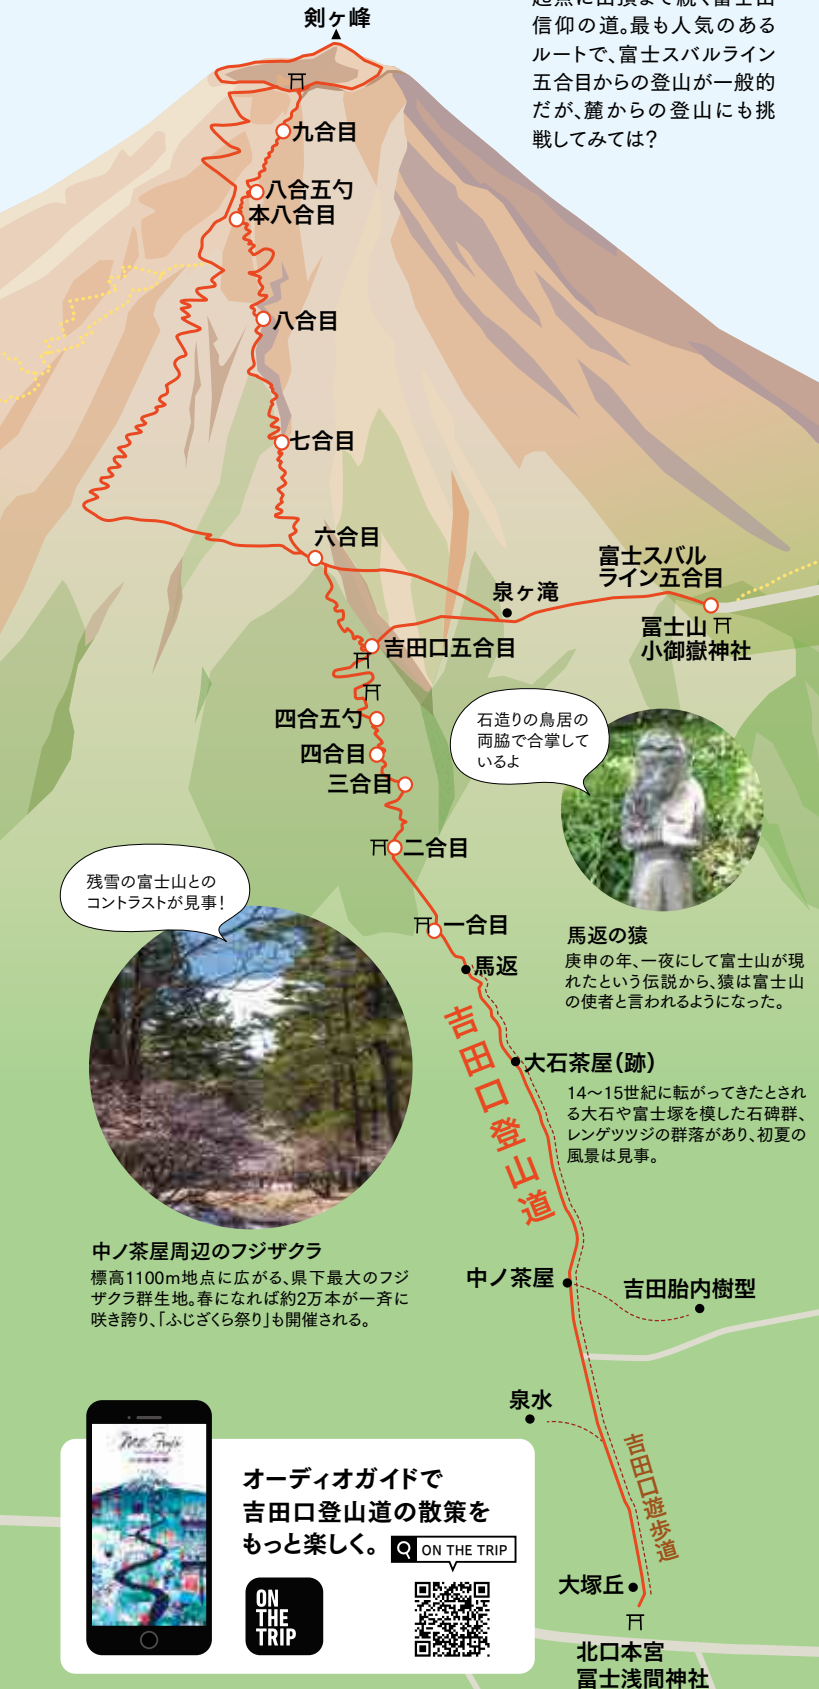 信仰の道。最も人気のある
ルートで、富士スバルライン
五合目からの登山が一般的
だが、麓からの登山にも挑
戦してみては?
剣ヶ峰
九合目
八合五勺
本八合目
八合目
七合目
六合目
泉ヶ滝
富士スバル
ライン五合目
冨士山
小御嶽神社
吉田口五合目
四合五勺
四合目
三合目
二合目
一合目
馬返
石造りの鳥居の
両脇で合掌して
いるよ
馬返の猿
庚申の年、一夜にして富士山が現
れたという伝説から、猿は富士山
の使者と言われるようになった。
残雪の富士山との
コントラストが見事!
中ノ茶屋周辺のフジザクラ
標高1100m地点に広がる、県下最大のフジ
ザクラ群生地。春になれば約2万本が一斉に
咲き誇り、「ふじざくら祭り」も開催される。
吉田口登山道
大石茶屋(跡)
14〜15世紀に転がってきたとされ
る大石や富士塚を模した石碑群、
レンゲツツジの群落があり、初夏の
風景は見事。
中ノ茶屋
吉田胎内樹型
泉水
吉田口遊歩道
大塚丘
北口本宮
冨士浅間神社
Mt. Fuji
オーディオガイドで
吉田口登山道の散策を
もっと楽しく。
ON THE TRIP
ON
THE
TRIP